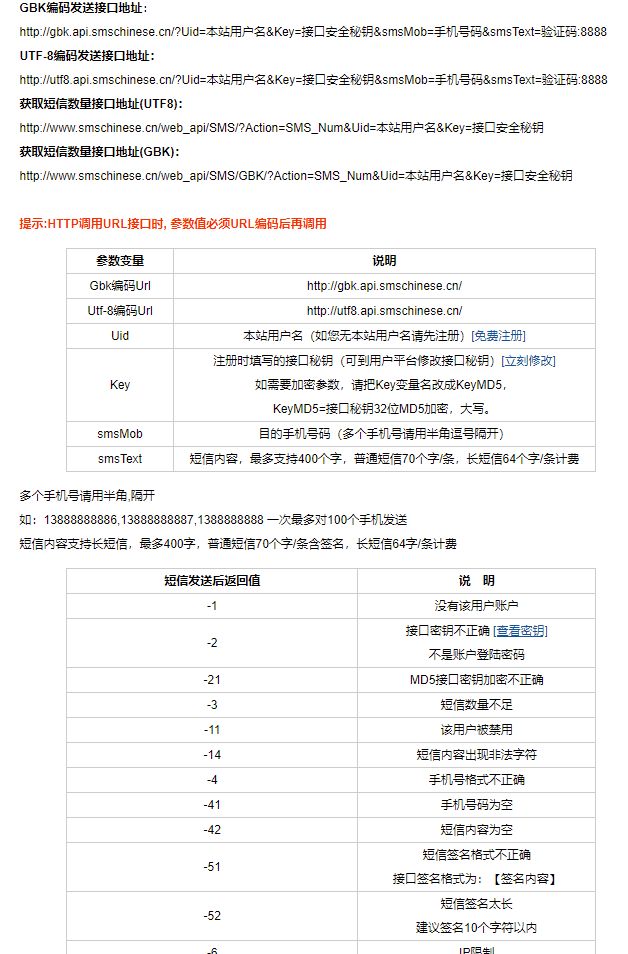 GBK编码发送接口地址：
http://gbk.api.smschinese.cn/?Uid=本站用户名&Key=接口安全秘钥&smsMob=手机号码&smsText=验证码:8888
UTF-8编码发送接口地址：
http://utf8.api.smschinese.cn/?Uid=本站用户名&Key=接口安全秘钥&smsMob=手机号码&smsText=验证码:8888
获取短信数量接口地址(UTF8)：
http://www.smschinese.cn/web_api/SMS/?Action=SMS_Num&Uid=本站用户名&Key=接口安全秘钥
获取短信数量接口地址(GBK)：
http://www.smschinese.cn/web_api/SMS/GBK/?Action=SMS_Num&Uid=本站用户名&Key=接口安全秘钥
提示:HTTP调用URL接口时, 参数值必须URL编码后再调用
参数变量 说明
Gbk编码Url http://gbk.api.smschinese.cn/
Utf-8编码Url http://utf8.api.smschinese.cn/
Uid 本站用户名（如您无本站用户名请先注册）[免费注册]
Key 注册时填写的接口秘钥（可到用户平台修改接口秘钥）[立刻修改]
如需要加密参数，请把Key变量名改成KeyMD5，
KeyMD5=接口秘钥32位MD5加密，大写。
smsMob 目的手机号码（多个手机号请用半角逗号隔开）
smsText 短信内容，最多支持400个字，普通短信70个字/条，长短信64个字/条计费
多个手机号请用半角,隔开
如：13888888886,13888888887,1388888888 一次最多对100个手机发送
短信内容支持长短信，最多400字，普通短信70个字/条含签名，长短信64字/条计费
短信发送后返回值 说 明
-1 没有该用户账户
-2 接口密钥不正确 [查看密钥]
不是账户登陆密码
-21 MD5接口密钥加密不正确
-3 短信数量不足
-11 该用户被禁用
-14 短信内容出现非法字符
-4 手机号格式不正确
-41 手机号码为空
-42 短信内容为空
-51 短信签名格式不正确
接口签名格式为：【签名内容】
-52 短信签名太长
建议签名10个字符以内
-6 IP限制